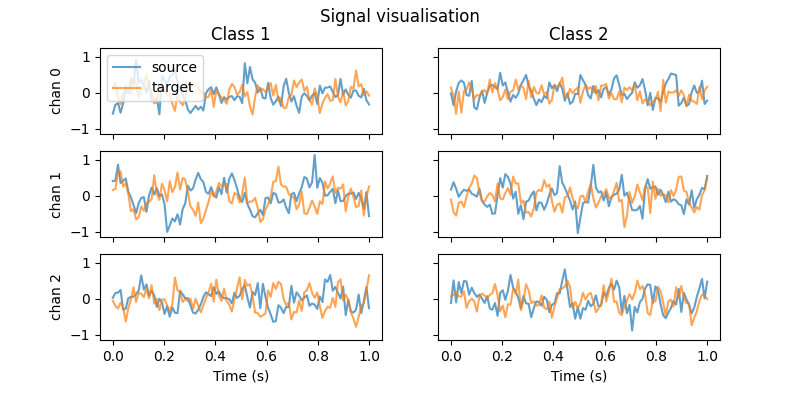 Signal visualisation
Class 1
Class 2
chan 0
1
0
−1
source
target
chan 1
1
0
−1
chan 2
1
0
−1
0.0 0.2 0.4 0.6 0.8 1.0
0.0 0.2 0.4 0.6 0.8 1.0
Time (s)
Time (s)